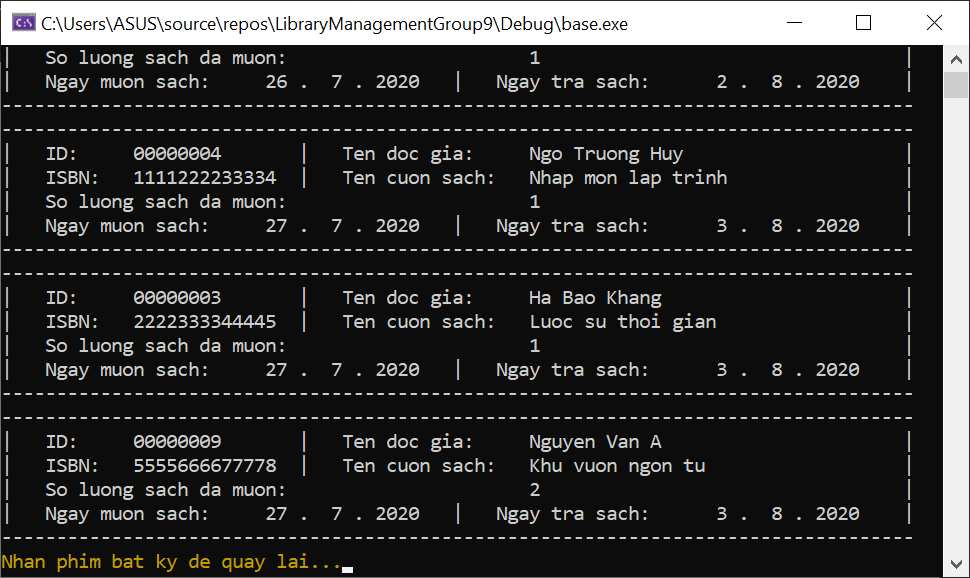 C:\Users\ASUS\source\repos\LibraryManagementGroup9\Debug\base.exe
| So luong sach da muon: 1 |
| Ngay muon sach: 26 . 7 . 2020 | Ngay tra sach: 2 . 8 . 2020 |
-----------------------------------------------------------------------------------
-----------------------------------------------------------------------------------
| ID: 00000004 | Ten doc gia: Ngo Truong Huy |
| ISBN: 1111222233334 | Ten cuon sach: Nhap mon lap trinh |
| So luong sach da muon: 1 |
| Ngay muon sach: 27 . 7 . 2020 | Ngay tra sach: 3 . 8 . 2020 |
-----------------------------------------------------------------------------------
-----------------------------------------------------------------------------------
| ID: 00000003 | Ten doc gia: Ha Bao Khang |
| ISBN: 2222333344445 | Ten cuon sach: Luoc su thoi gian |
| So luong sach da muon: 1 |
| Ngay muon sach: 27 . 7 . 2020 | Ngay tra sach: 3 . 8 . 2020 |
-----------------------------------------------------------------------------------
-----------------------------------------------------------------------------------
| ID: 00000009 | Ten doc gia: Nguyen Van A |
| ISBN: 5555666677778 | Ten cuon sach: Khu vuon ngon tu |
| So luong sach da muon: 2 |
| Ngay muon sach: 27 . 7 . 2020 | Ngay tra sach: 3 . 8 . 2020 |
-----------------------------------------------------------------------------------
Nhan phim bat ky de quay lai...